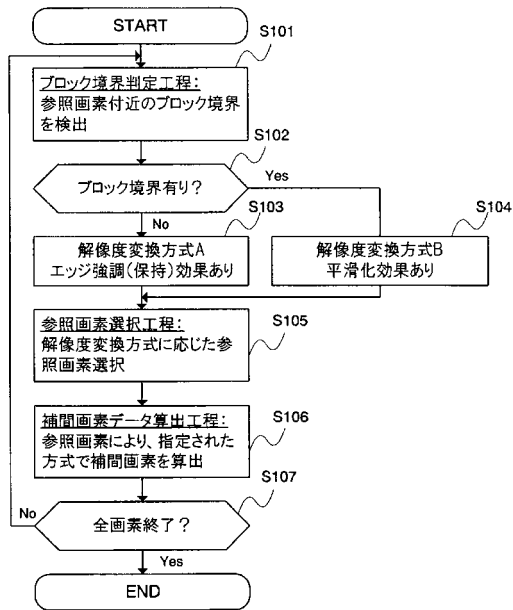 START
S101
ブロック境界判定工程:
参照画素付近のブロック境界
を検出
S102
ブロック境界有り?
Yes
No
S103
解像度変換方式A
エッジ強調(保持)効果あり
S104
解像度変換方式B
平滑化効果あり
参照画素選択工程:
解像度変換方式に応じた参
照画素選択
S105
補間画素データ算出工程:
参照画素により、指定された
方式で補間画素を算出
S106
S107
No
全画素終了?
Yes
END